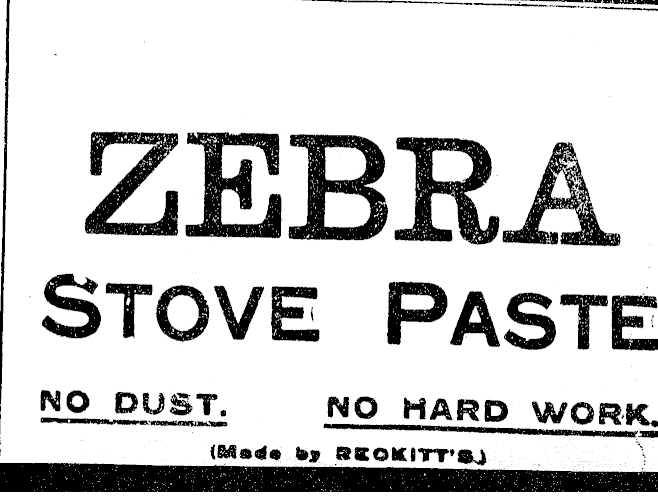 ZEBRA
STOVE PASTE
NO DUST. NO HARD WORK.
(Made by RECKITT'S.)